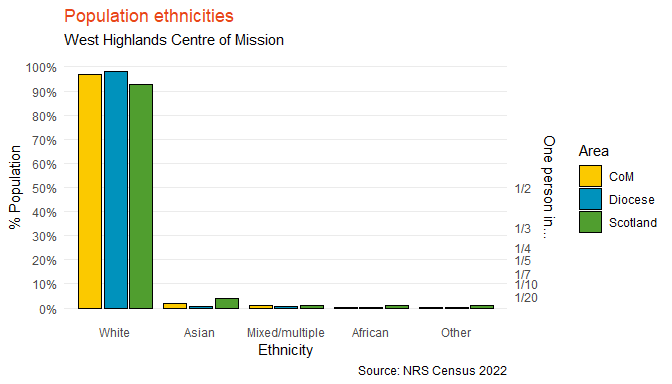 Population ethnicities
West Highlands Centre of Mission
% Population
100%
90%
80%
70%
60%
50%
40%
30%
20%
10%
0%
White
Asian
Mixed/multiple
African
Other
Ethnicity
1/2
1/3
1/4
1/5
1/7
1/10
1/20
One person in...
Area
CoM
Diocese
Scotland
Source: NRS Census 2022